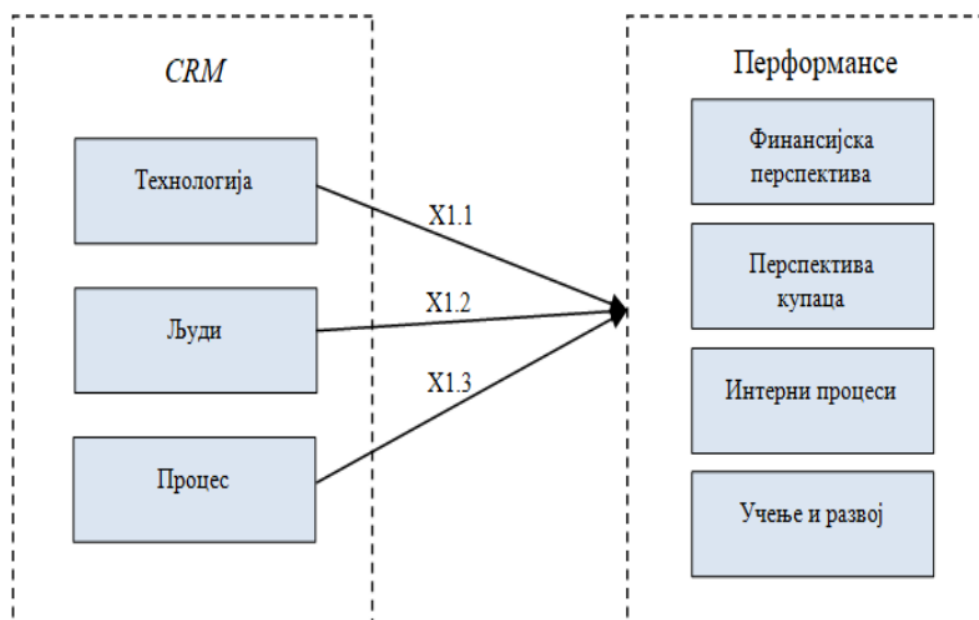 CRM
Технологија
Људи
Процес
X1.1
X1.2
X1.3
Перформансе
Финансијска
перспектива
Перспектива
купаца
Интерни процеси
Учење и развој